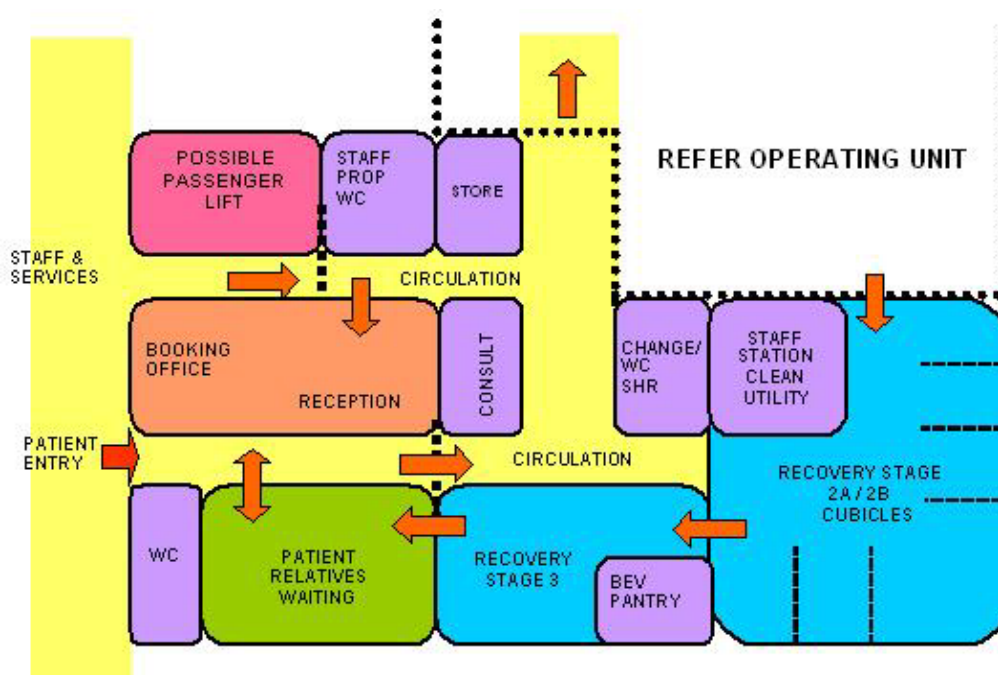 POSSIBLE
PASSENGER
LIFT
STAFF
PROP
WC
STORE
REFER OPERATING UNIT
STAFF &
SERVICES
CIRCULATION
BOOKING
OFFICE
RECEPTION
CONSULT
CHANGE/
WC
SHR
STAFF
STATION
CLEAN
UTILITY
PATIENT
ENTRY
CIRCULATION
RECOVERY STAGE
2A / 2B
CUBICLES
WC
PATIENT
RELATIVES
WAITING
RECOVERY
STAGE 3
BEV
PANTRY